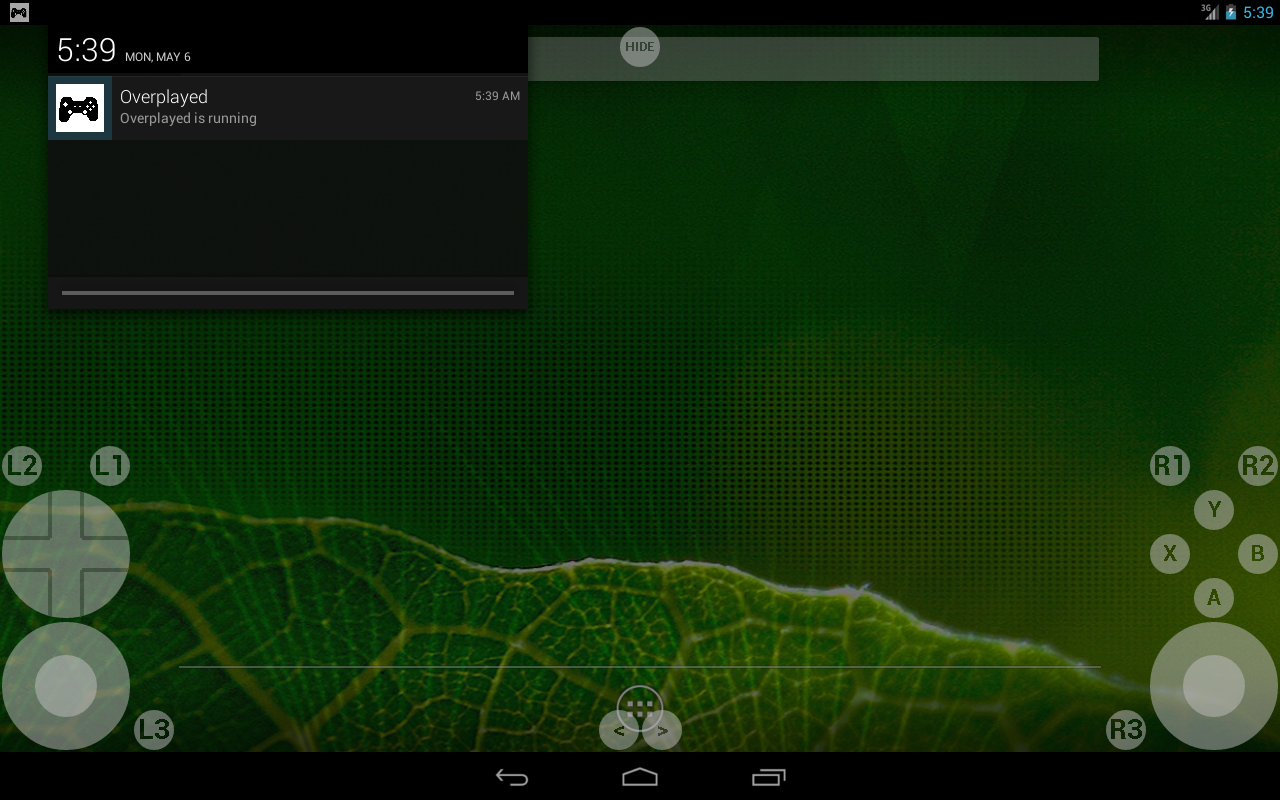 3G 5:39
5:39 MON, MAY 6
HIDE
Overplayed 5:39 AM
Overplayed is running
L2 L1 R1 R2
Y
X B
A
L3 < > R3